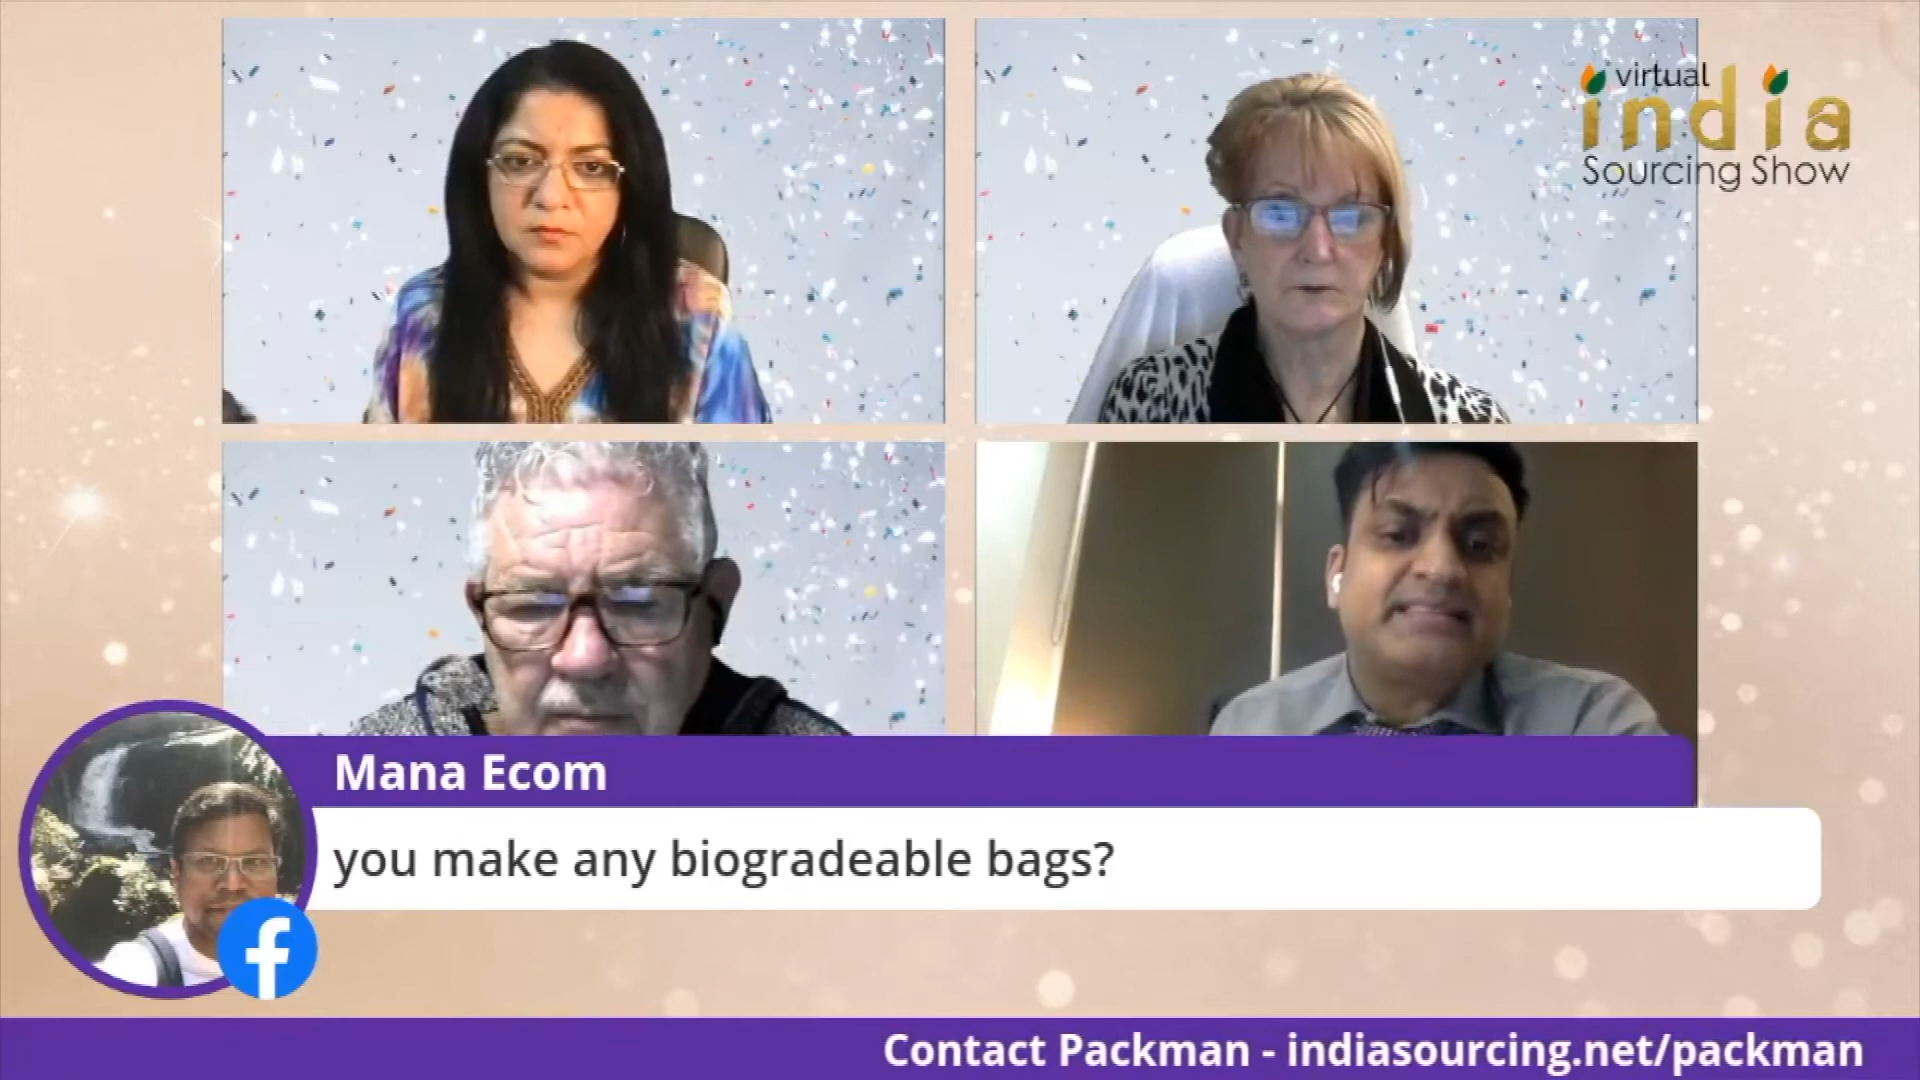 virtual
india
Sourcing Show
Mana Ecom
you make any biogradeable bags?
Contact Packman - indiasourcing.net/packman